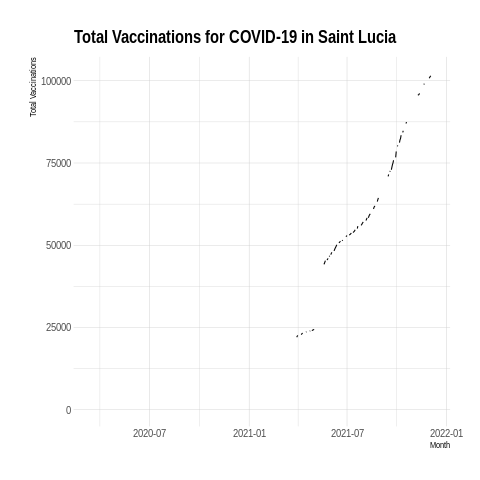 Total Vaccinations for COVID-19 in Saint Lucia
Total Vaccinations
100000
75000
50000
25000
0
2020-07 2021-01 2021-07 2022-01
Month